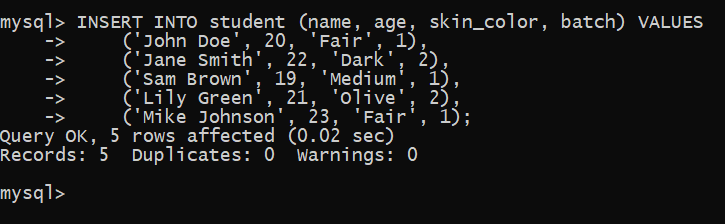 mysql> INSERT INTO student (name, age, skin_color, batch) VALUES
    ->     ('John Doe', 20, 'Fair', 1),
    ->     ('Jane Smith', 22, 'Dark', 2),
    ->     ('Sam Brown', 19, 'Medium', 1),
    ->     ('Lily Green', 21, 'Olive', 2),
    ->     ('Mike Johnson', 23, 'Fair', 1);
Query OK, 5 rows affected (0.02 sec)
Records: 5  Duplicates: 0  Warnings: 0

mysql>